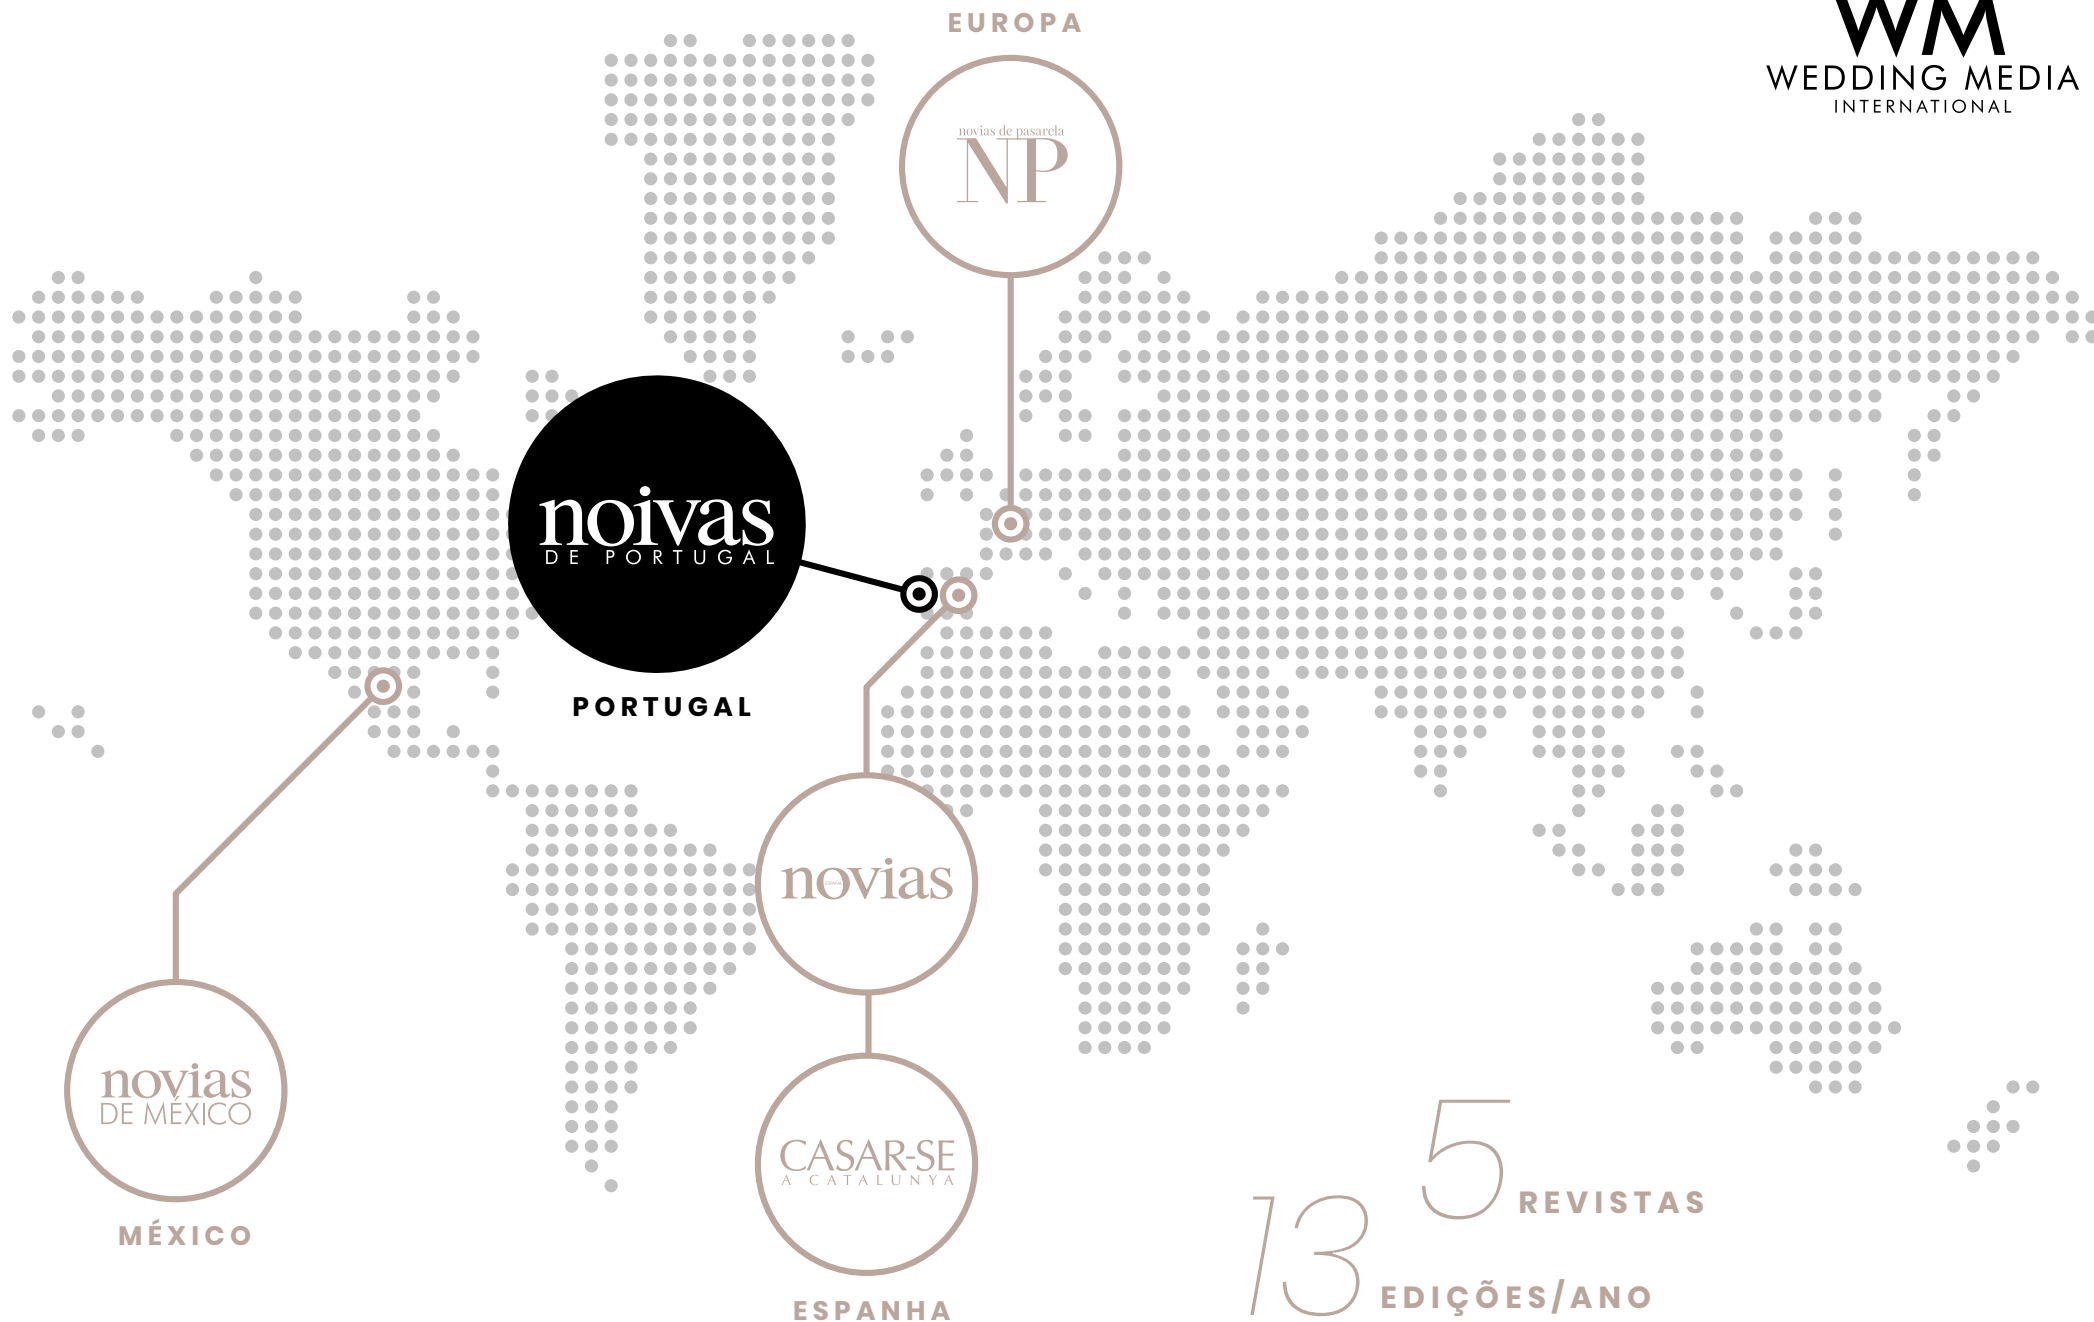 EUROPA
WM
WEDDING MEDIA
INTERNATIONAL
novias de pasarela
NP
noivas
DE PORTUGAL
PORTUGAL
novias
novias
DE MÉXICO
MÉXICO
CASAR-SE
A CATALUNYA
ESPANHA
5 REVISTAS
13 EDIÇÕES/ANO